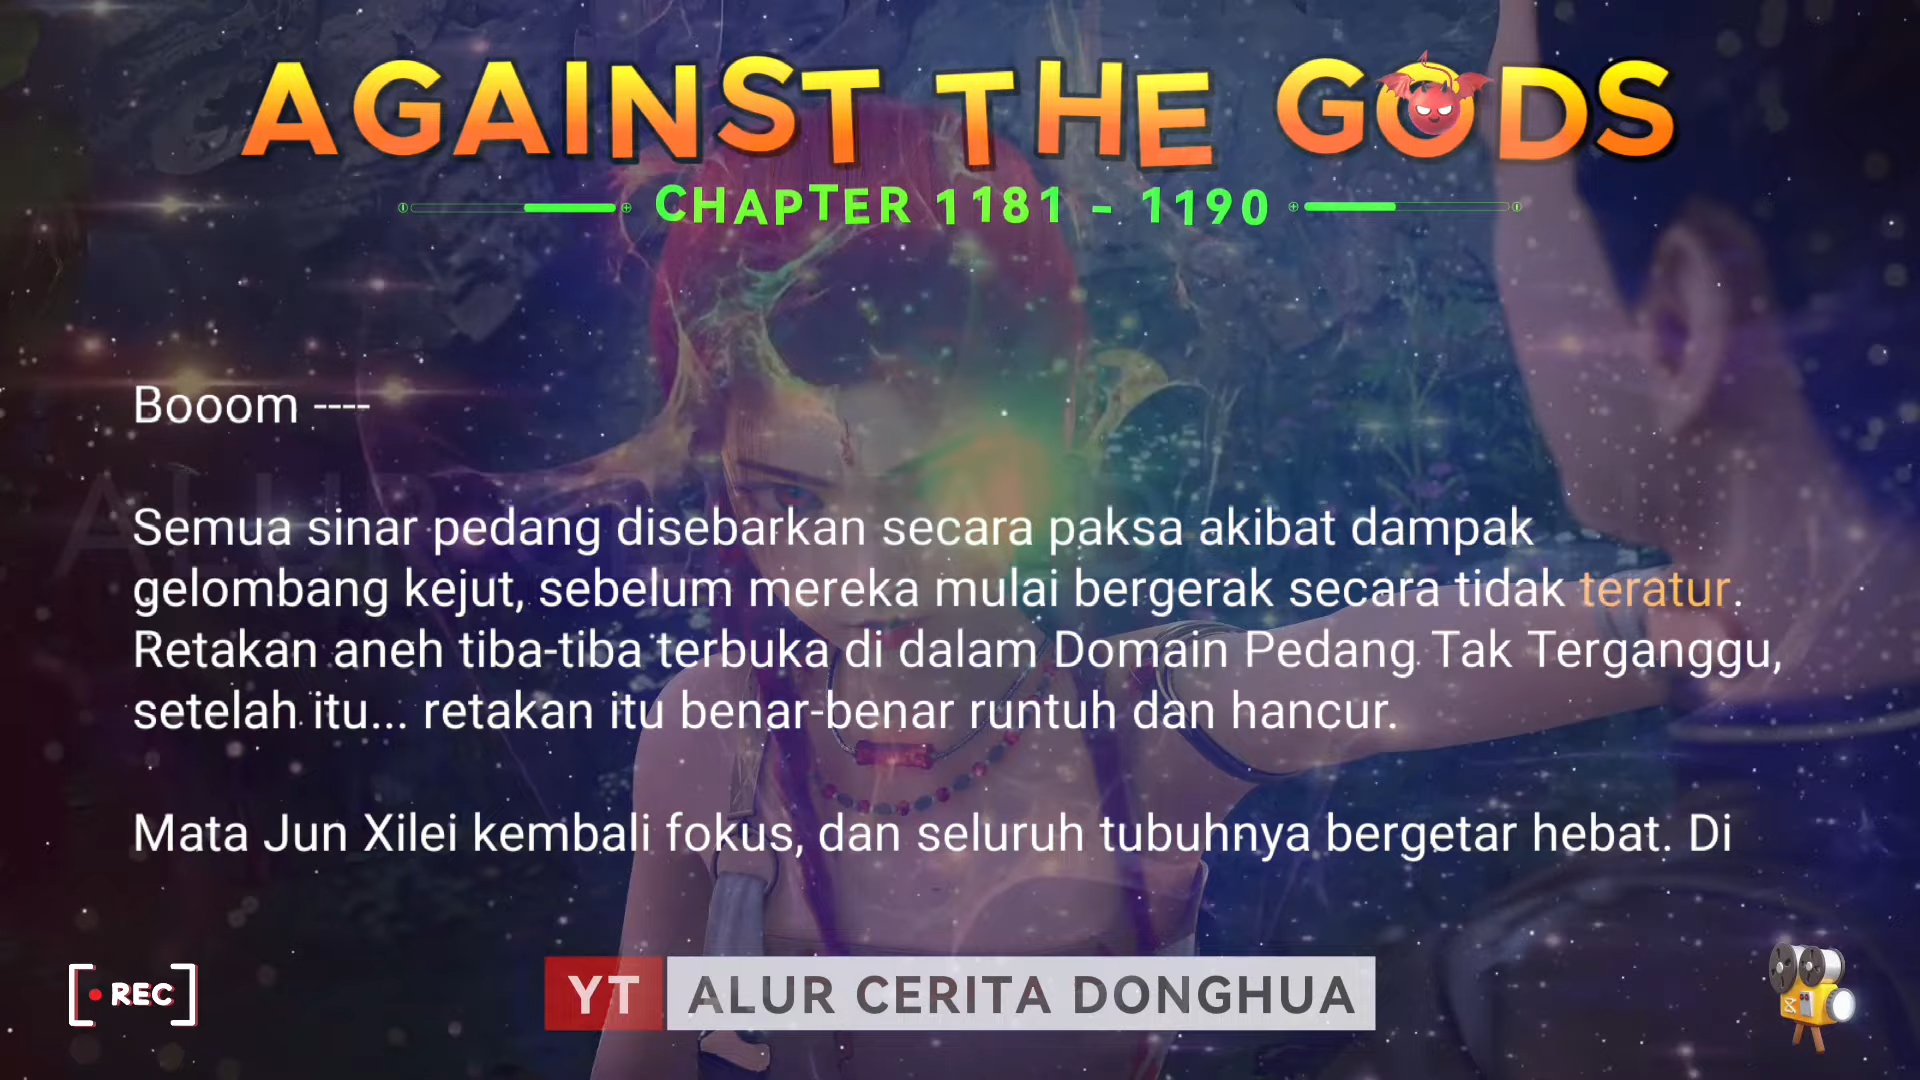 AGAINST THE GODS
CHAPTER 1181 - 1190
Booom ----
Semua sinar pedang disebarkan secara paksa akibat dampak
gelombang kejut, sebelum mereka mulai bergerak secara tidak teratur.
Retakan aneh tiba-tiba terbuka di dalam Domain Pedang Tak Terganggu,
setelah itu... retakan itu benar-benar runtuh dan hancur.
Mata Jun Xilei kembali fokus, dan seluruh tubuhnya bergetar hebat. Di
REC
YT ALUR CERITA DONGHUA